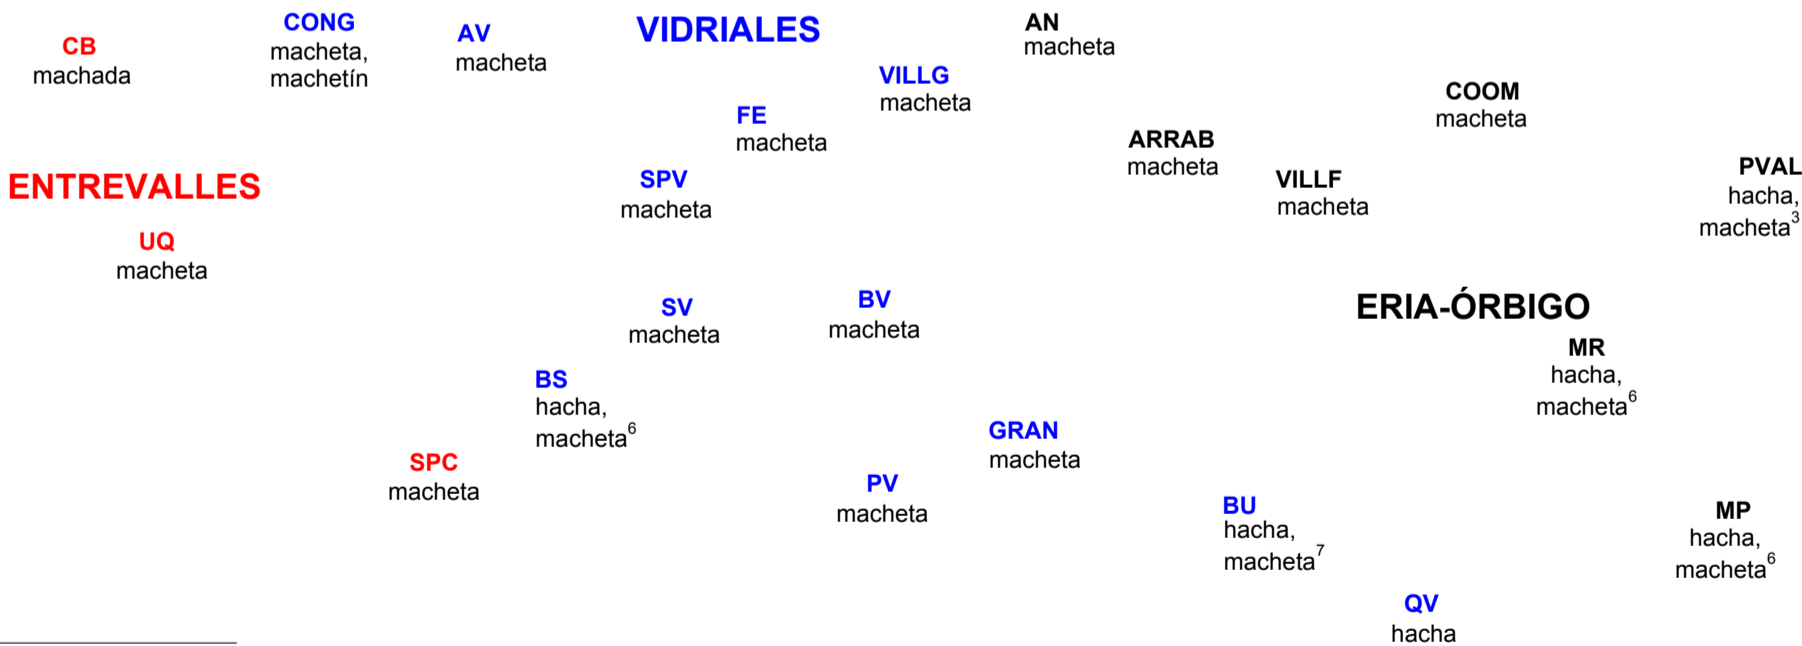 CB
machada
CONG
macheta,
machetín
AV
macheta
VIDRIALES
VILLG
macheta
AN
macheta
FE
macheta
COOM
macheta
ARRAB
macheta
ENTREVALLES
SPV
macheta
VILLF
macheta
PVAL
hacha,
macheta³
UQ
macheta
SV
macheta
BV
macheta
ERIA-ÓRBIGO
MR
hacha,
macheta⁶
BS
hacha,
macheta⁶
SPC
macheta
GRAN
macheta
PV
macheta
BU
hacha,
macheta⁷
MP
hacha,
macheta⁶
QV
hacha